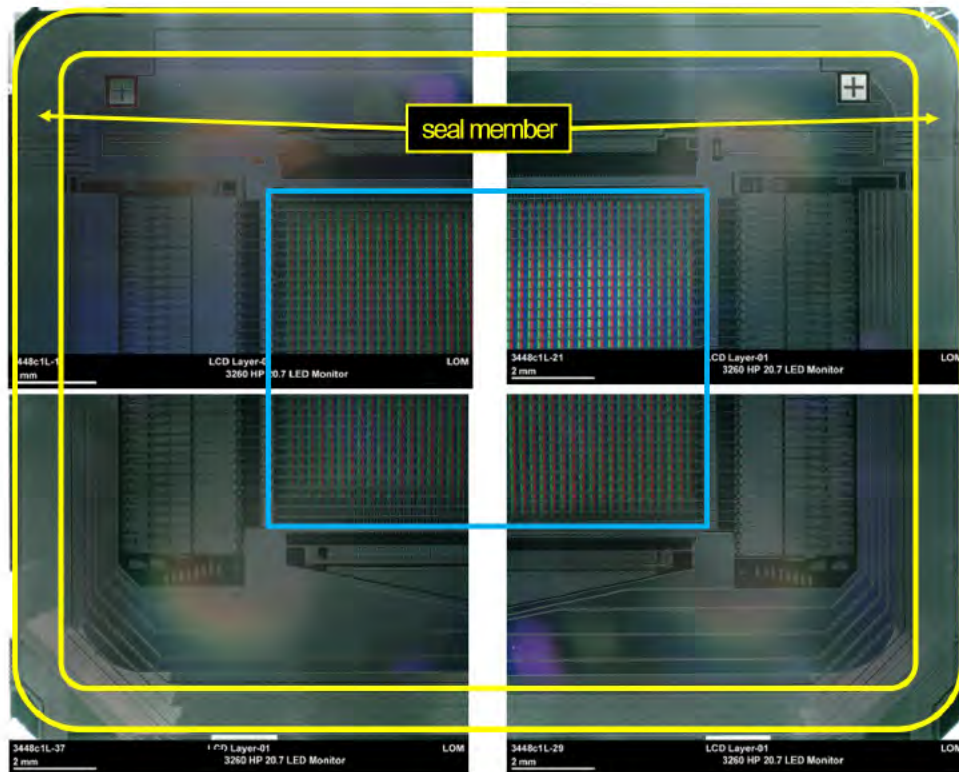 seal member
LCD Layer-01
LOM
3260 HP 20.7 LED Monitor
mm
3448c1L-21
LCD Layer-01
LOM
2 mm
3260 HP 20.7 LED Monitor
3448c1L-37
LCD Layer-01
LOM
2 mm
3260 HP 20.7 LED Monitor
3448c1L-29
LCD Layer-01
LOM
2 mm
3260 HP 20.7 LED Monitor